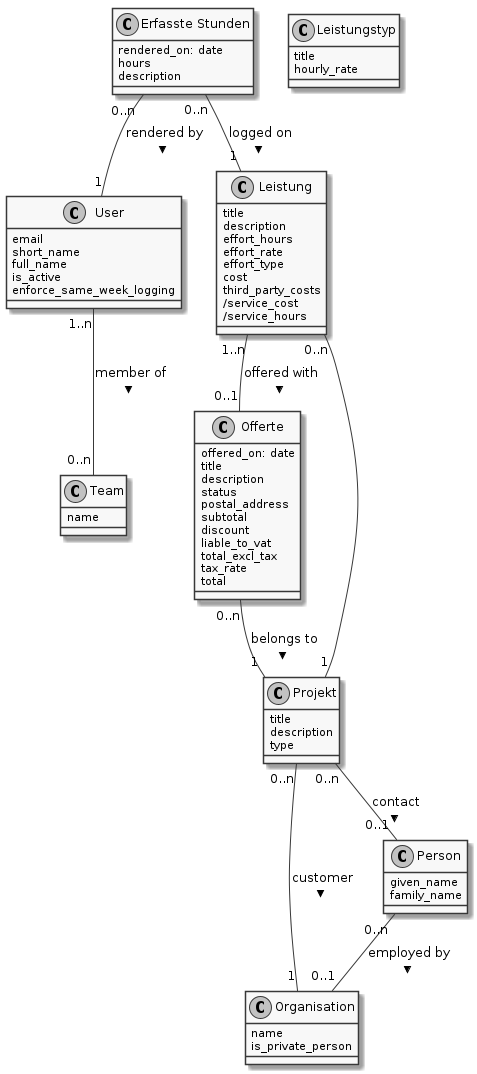 C Erfasste Stunden
rendered_on: date
hours
description
C Leistungstyp
title
hourly_rate
0..n
0..n
rendered by
logged on
1
1
C User
email
short_name
full_name
is_active
enforce_same_week_logging
C Leistung
title
description
effort_hours
effort_rate
effort_type
cost
third_party_costs
/service_cost
/service_hours
1..n
1..n
0..n
member of
offered with
0..1
0..n
C Team
name
C Offerte
offered_on: date
title
description
status
postal_address
subtotal
discount
liable_to_vat
total_excl_tax
tax_rate
total
0..n
belongs to
1
1
C Projekt
title
description
type
0..n
0..n
contact
0..1
C Person
given_name
family_name
customer
0..n
employed by
1
0..1
C Organisation
name
is_private_person